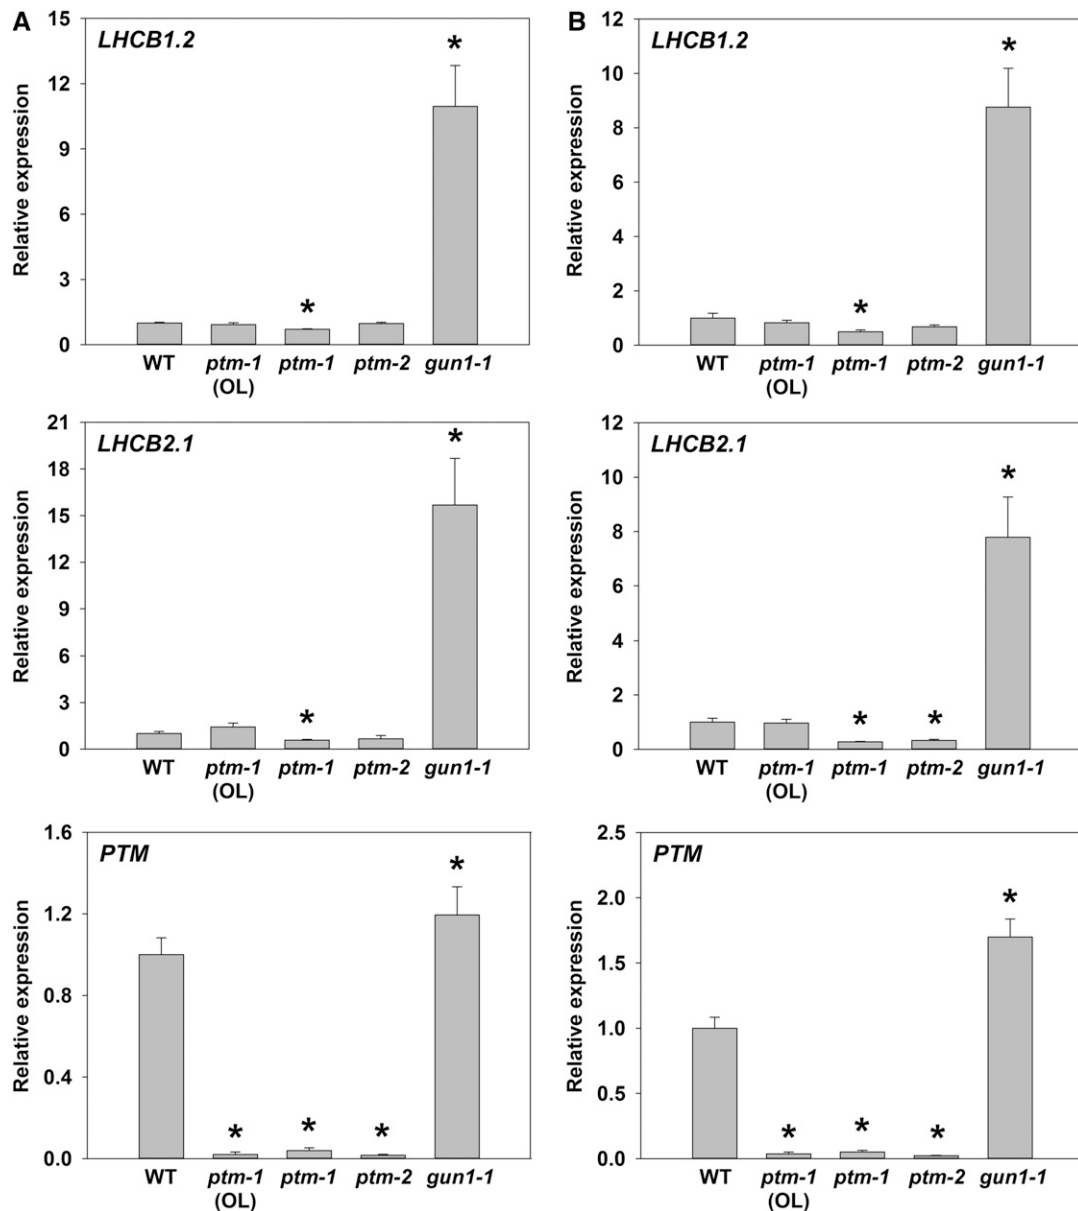 A
LHCB1.2
Relative expression
15
12
9
6
3
0
*
*
WT ptm-1 ptm-1 ptm-2 gun1-1
(OL)
LHCB2.1
Relative expression
21
18
15
12
9
6
3
0
*
*
WT ptm-1 ptm-1 ptm-2 gun1-1
(OL)
PTM
Relative expression
1.6
1.2
0.8
0.4
0.0
* * * *
WT ptm-1 ptm-1 ptm-2 gun1-1
(OL)
B
LHCB1.2
Relative expression
12
10
8
6
4
2
0
*
*
WT ptm-1 ptm-1 ptm-2 gun1-1
(OL)
LHCB2.1
Relative expression
12
10
8
6
4
2
0
*
* *
WT ptm-1 ptm-1 ptm-2 gun1-1
(OL)
PTM
Relative expression
2.5
2.0
1.5
1.0
0.5
0.0
* * * *
WT ptm-1 ptm-1 ptm-2 gun1-1
(OL)